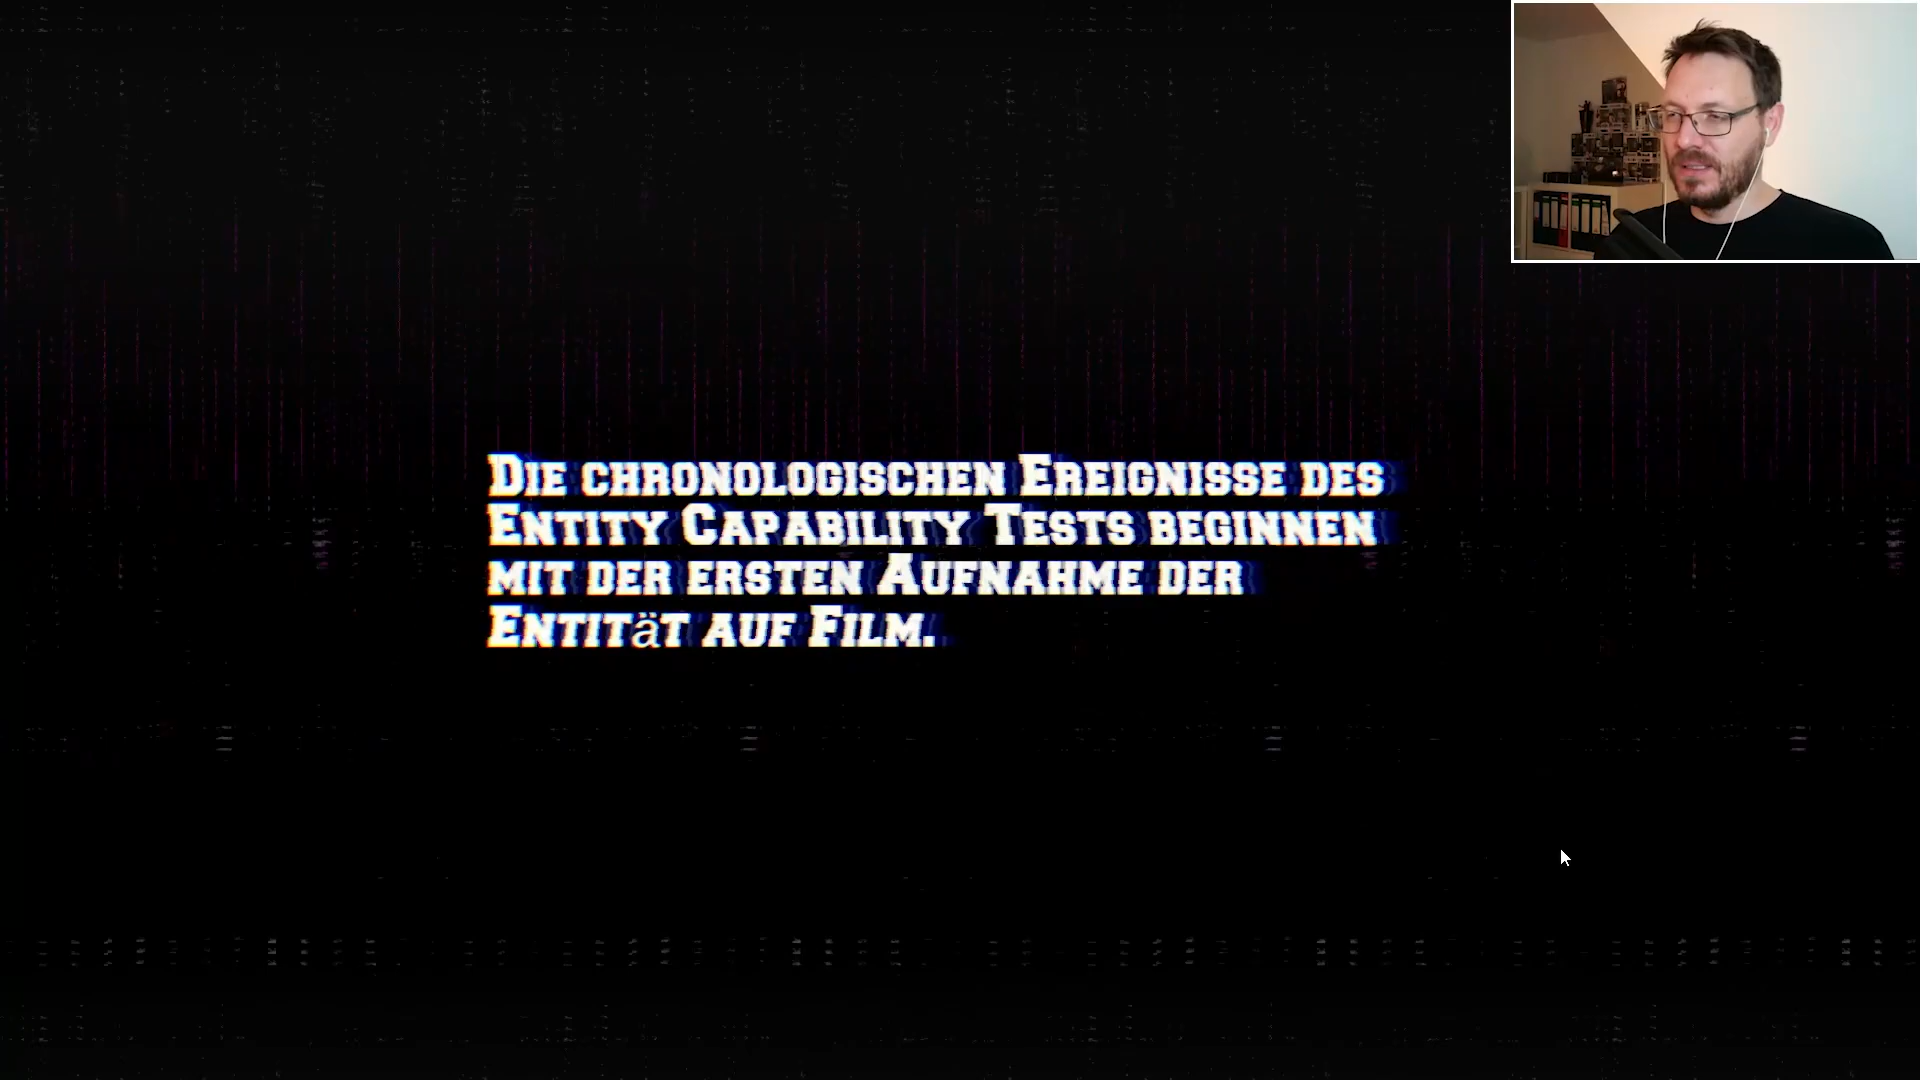 Die chronologischen Ereignisse des
Entity Capability Tests beginnen
mit der ersten Aufnahme der
Entität auf Film.